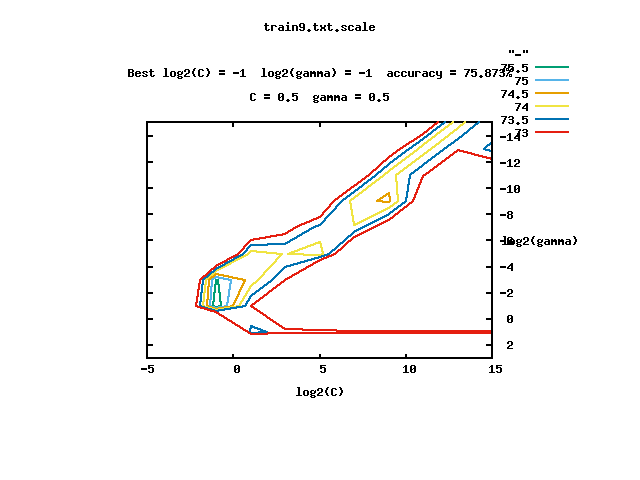 train9.txt.scale
"-"
Best log2(C) = -1  log2(gamma) = -1  accuracy = 75.873%
C = 0.5  gamma = 0.5
75.5
75
74.5
74
73.5
73
-14
-12
-10
-8
-6
log2(gamma)
-4
-2
0
2
-5 0 5 10 15
log2(C)